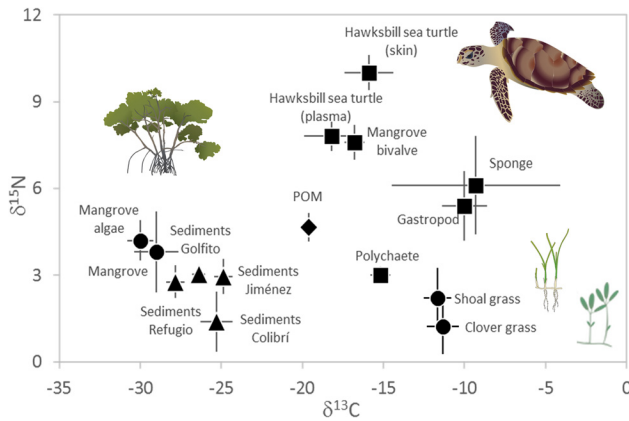 12
9
6
3
0
δ15N
-35
-30
-25
-20
-15
-10
-5
0
δ13C
Hawksbill sea turtle
(skin)
Hawksbill sea turtle
(plasma)
Mangrove
bivalve
Sponge
Gastropod
POM
Mangrove
algae
Sediments
Golfito
Mangrove
Sediments
Jiménez
Sediments
Refugio
Sediments
Colibrí
Polychaete
Shoal grass
Clover grass